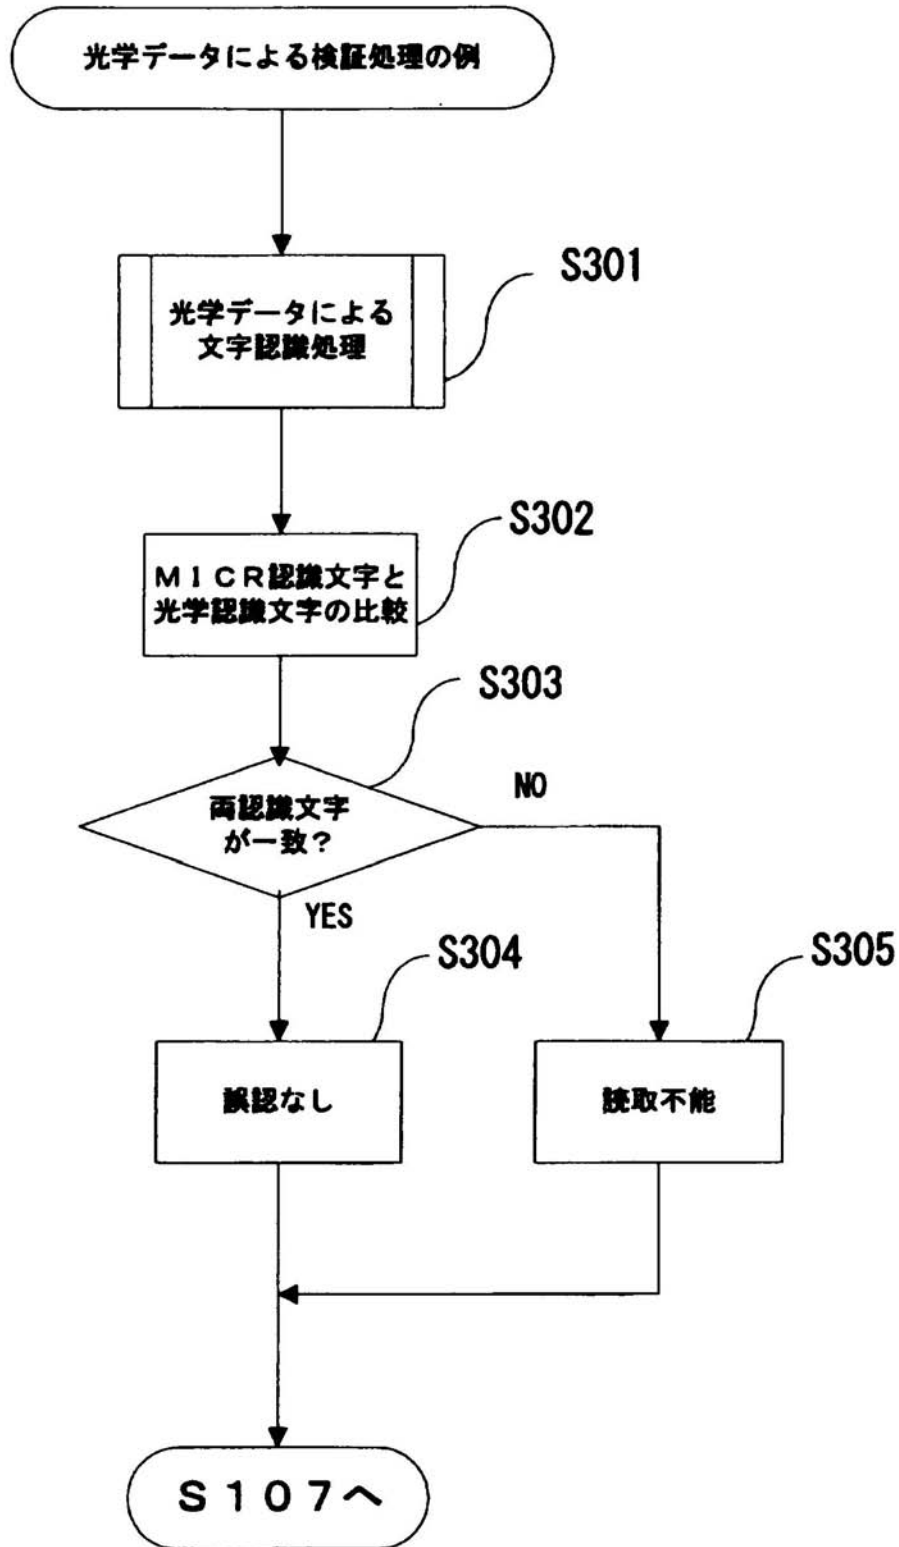 光学データによる検証処理の例
S301
光学データによる
文字認識処理
S302
MICR認識文字と
光学認識文字の比較
S303
両認識文字
が一致?
NO
YES
S304
S305
誤認なし
読取不能
S107へ